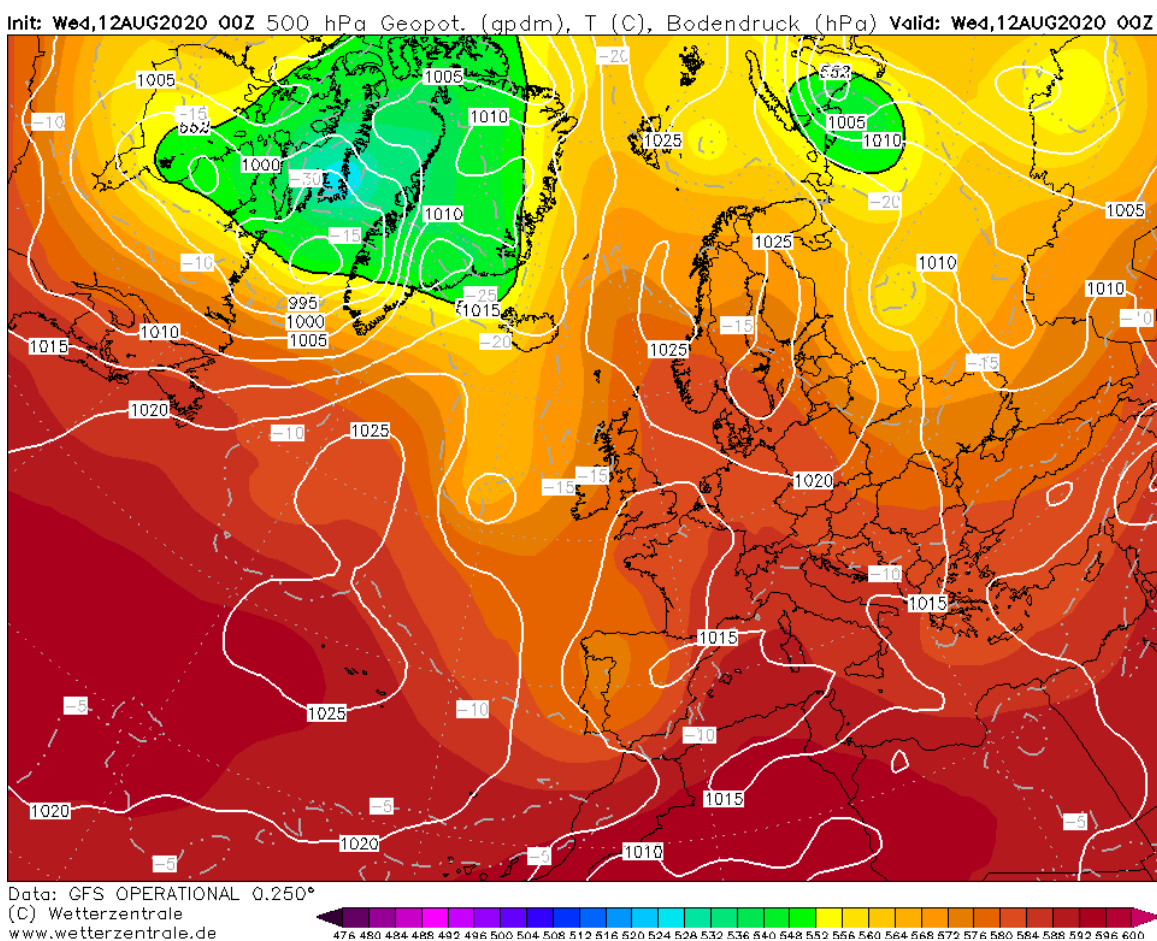 Init: Wed,12AUG2020 00Z 500 hPa Geopot. (gpdm), T (C), Bodendruck (hPa) Valid: Wed,12AUG2020 00Z
1005 1005 -20 552
-15 552 1010 1005
-10 1025 1010
1000
-30 -20
1010 1005
-15
-10 1025 1010
995 -25 1010
1000 1015 -15 -10
1010 1005 -20
1015 1025 -15
1020
-10 1025
-15 -15 1020
-10
1015
1015
-5 1025 -10
-10
1015
1020 -5 -5
1020 1010
-5 -5
Data: GFS OPERATIONAL 0.250°
(C) Wetterzentrale
www.wetterzentrale.de
476 480 484 488 492 496 500 504 508 512 516 520 524 528 532 536 540 548 552 556 560 564 568 572 576 580 584 588 592 596 600